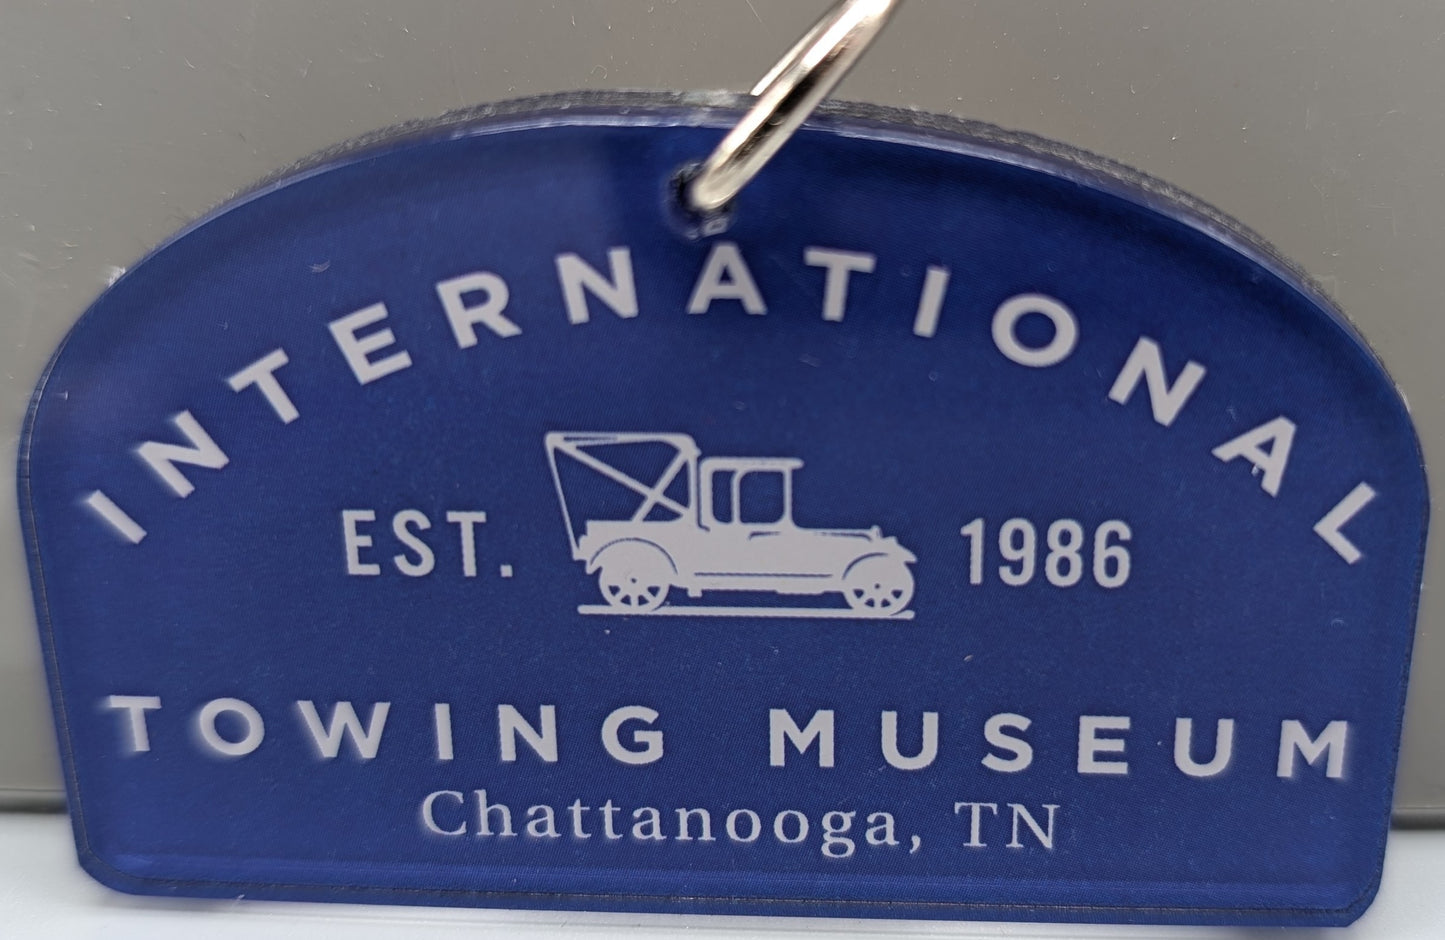 INTERNATIONAL
EST. 1986
TOWING MUSEUM
Chattanooga, TN